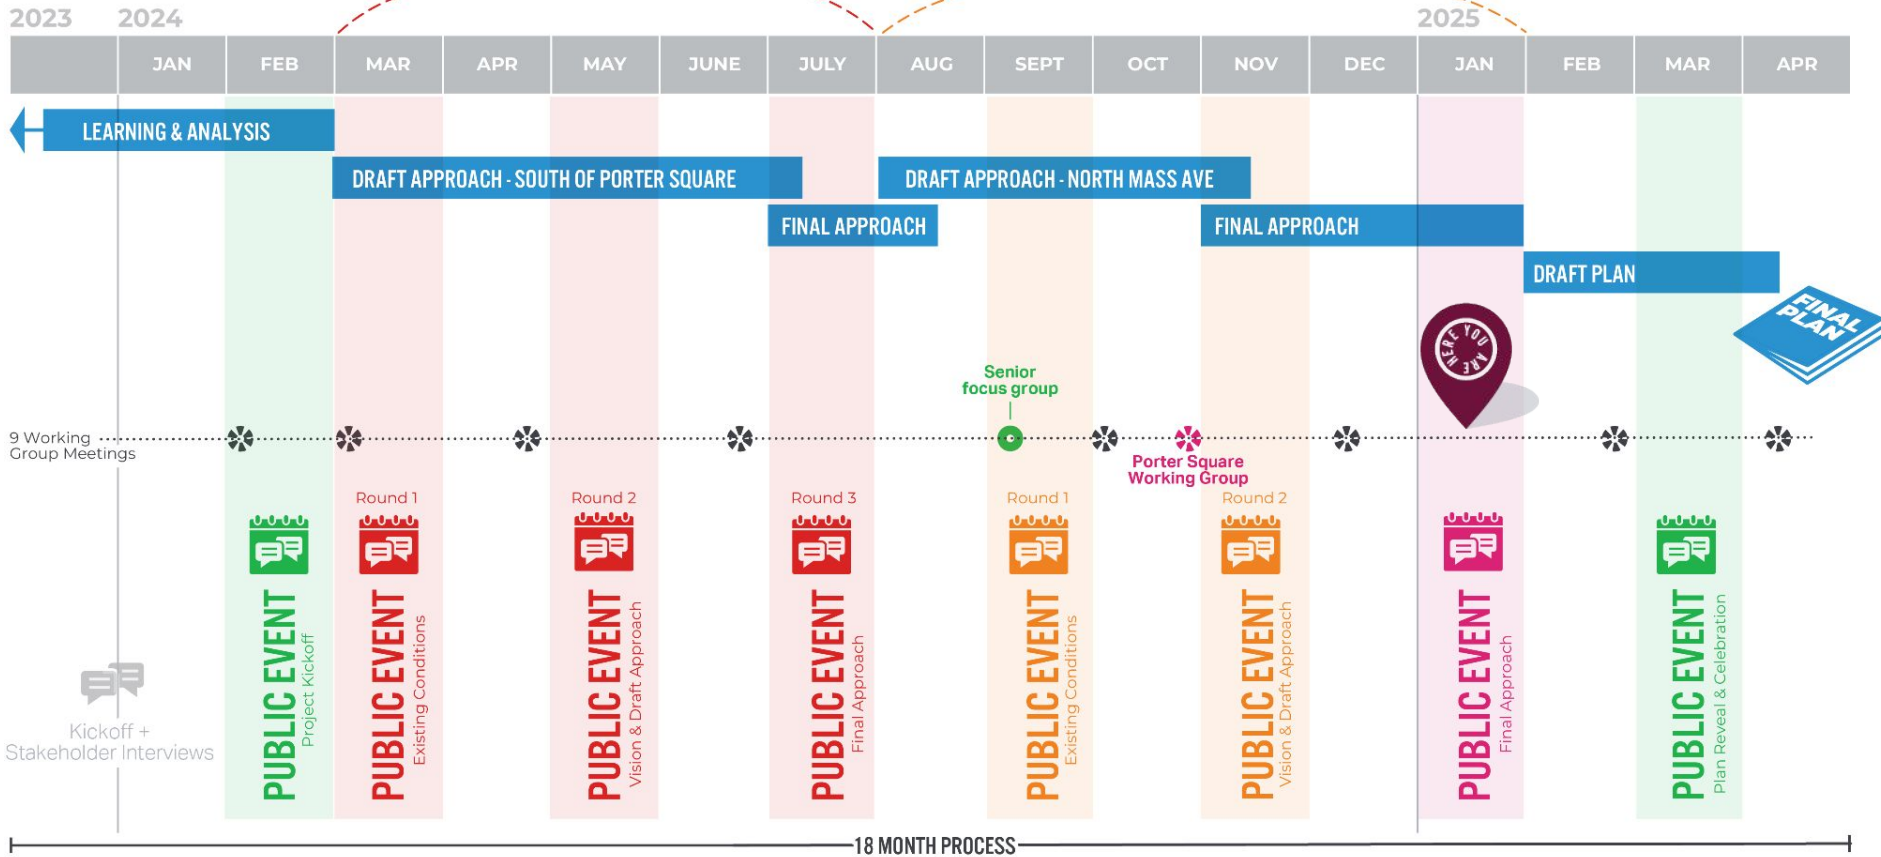 2023 2024 2025
JAN FEB MAR APR MAY JUNE JULY AUG SEPT OCT NOV DEC JAN FEB MAR APR
LEARNING & ANALYSIS
DRAFT APPROACH - SOUTH OF PORTER SQUARE
DRAFT APPROACH - NORTH MASS AVE
FINAL APPROACH
FINAL APPROACH
DRAFT PLAN
FINAL
PLAN
YOU ARE HERE
Senior
focus group
9 Working
Group Meetings
Porter Square
Working Group
Round 1
Round 2
Round 3
Round 1
Round 2
PUBLIC EVENT
Project Kickoff
PUBLIC EVENT
Existing Conditions
PUBLIC EVENT
Vision & Draft Approach
PUBLIC EVENT
Final Approach
PUBLIC EVENT
Existing Conditions
PUBLIC EVENT
Vision & Draft Approach
PUBLIC EVENT
Final Approach
PUBLIC EVENT
Plan Reveal & Celebration
Kickoff +
Stakeholder Interviews
18 MONTH PROCESS